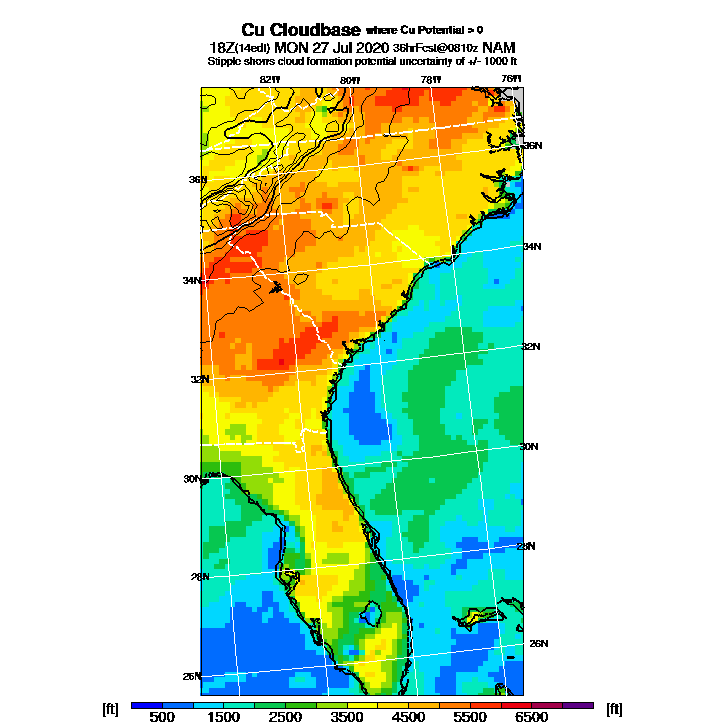 Cu Cloudbase where Cu Potential > 0
18Z(14edt) MON 27 Jul 2020 36hrFcst@0810z NAM
Stipple shows cloud formation potential uncertainty of +/- 1000 ft
82W 80W 78W 76W
36N 36N
34N 34N
32N 32N
30N 30N
28N 28N
26N 26N
[ft] 500 1500 2500 3500 4500 5500 6500 [ft]